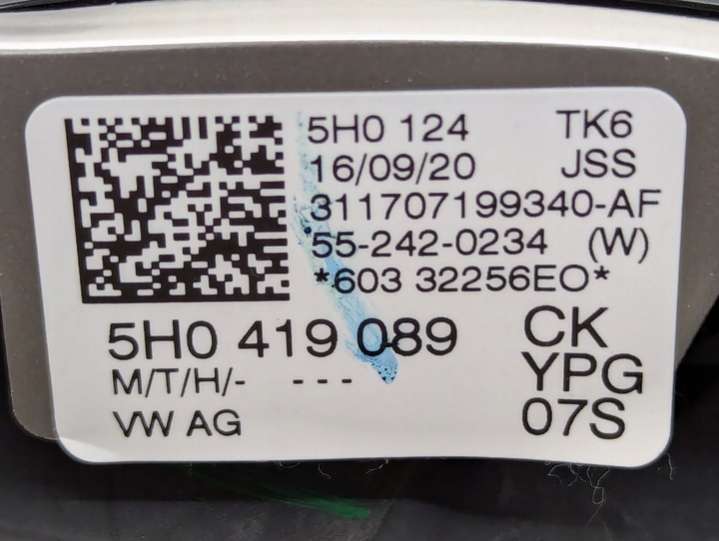 5H0 124 TK6
16/09/20 JSS
311707199340-AF
55-242-0234 (W)
*603 32256EO*
5H0 419 089 CK
M/T/H/- --- YPG
VW AG 07S